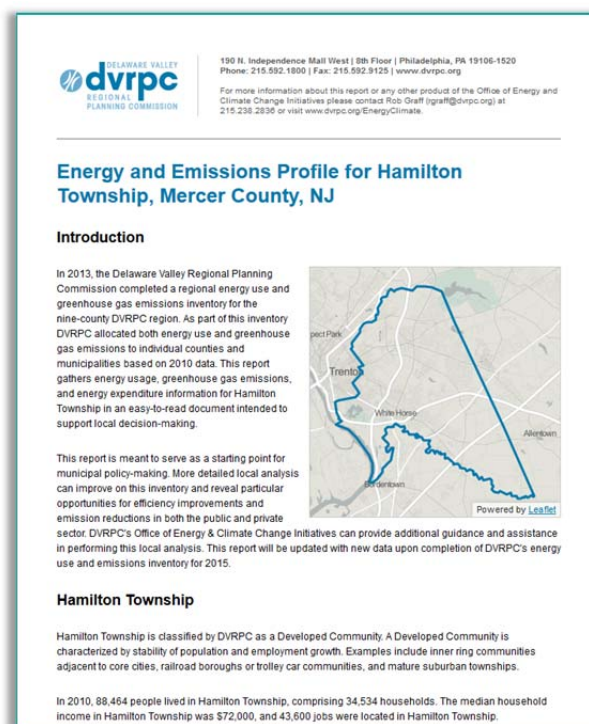 DELAWARE VALLEY
dvrpc
REGIONAL
PLANNING COMMISSION
190 N. Independence Mall West | 8th Floor | Philadelphia, PA 19106-1520
Phone: 215.592.1800 | Fax: 215.592.9125 | www.dvrpc.org
For more information about this report or any other product of the Office of Energy and
Climate Change Initiatives please contact Rob Graff (rgraff@dvrpc.org) at
215.238.2836 or visit www.dvrpc.org/EnergyClimate.
Energy and Emissions Profile for Hamilton
Township, Mercer County, NJ
Introduction
In 2013, the Delaware Valley Regional Planning
Commission completed a regional energy use and
greenhouse gas emissions inventory for the
nine-county DVRPC region. As part of this inventory
DVRPC allocated both energy use and greenhouse
gas emissions to individual counties and
municipalities based on 2010 data. This report
gathers energy usage, greenhouse gas emissions,
and energy expenditure information for Hamilton
Township in an easy-to-read document intended to
support local decision-making.
This report is meant to serve as a starting point for
municipal policy-making. More detailed local analysis
can improve on this inventory and reveal particular
opportunities for efficiency improvements and
emission reductions in both the public and private
sector. DVRPC's Office of Energy & Climate Change Initiatives can provide additional guidance and assistance
in performing this local analysis. This report will be updated with new data upon completion of DVRPC's energy
use and emissions inventory for 2015.
pect Park
Trenton
White Horse
Allentown
Bordentown
Powered by Leaflet
Hamilton Township
Hamilton Township is classified by DVRPC as a Developed Community. A Developed Community is
characterized by stability of population and employment growth. Examples include inner ring communities
adjacent to core cities, railroad boroughs or trolley car communities, and mature suburban townships.
In 2010, 88,464 people lived in Hamilton Township, comprising 34,534 households. The median household
income in Hamilton Township was $72,000, and 43,600 jobs were located in Hamilton Township.